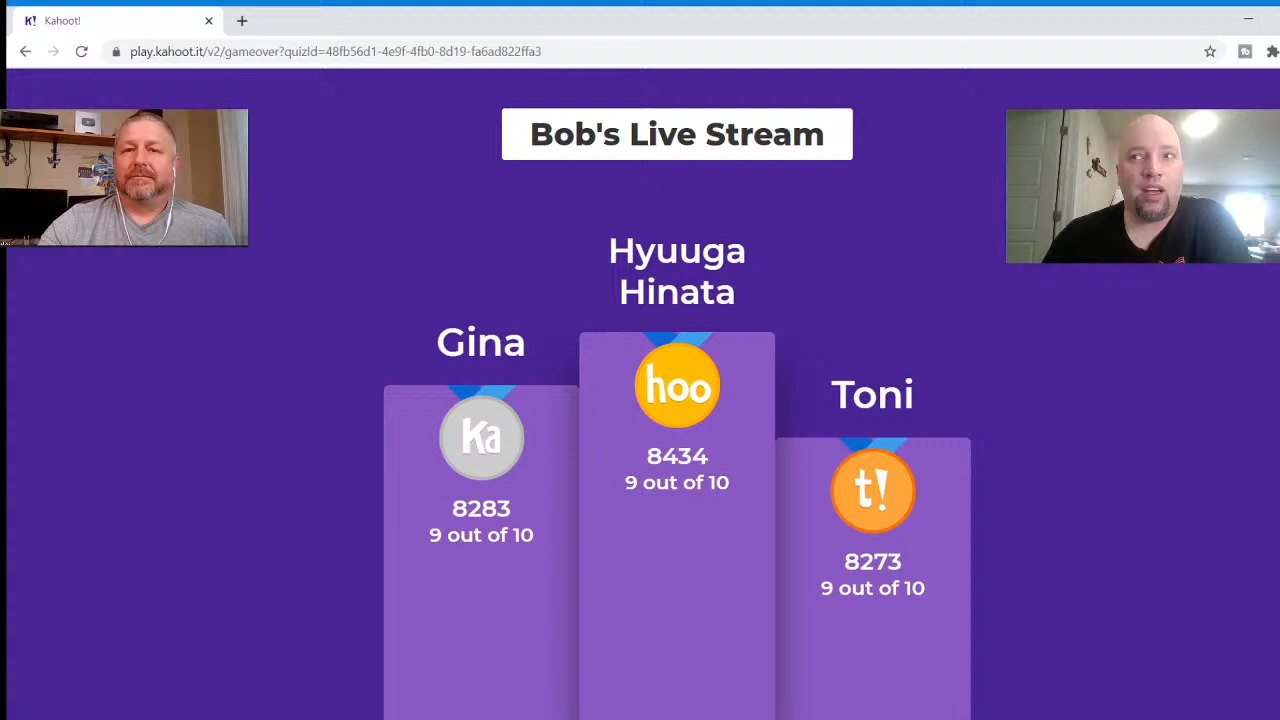 K! Kahoot!
play.kahoot.it/v2/gameover?quizId=48fb56d1-4e9f-4fb0-8d19-fa6ad822ffa3
Bob's Live Stream
Hyuuga
Hinata
Gina
Toni
Ka
hoo
t!
8434
9 out of 10
8283
9 out of 10
8273
9 out of 10